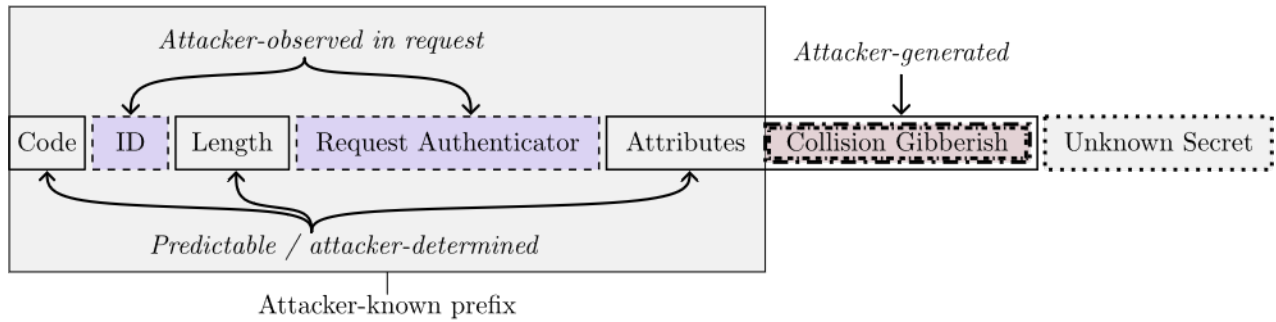 Attacker-observed in request
Attacker-generated
Code ID Length Request Authenticator Attributes Collision Gibberish Unknown Secret
Predictable / attacker-determined
Attacker-known prefix